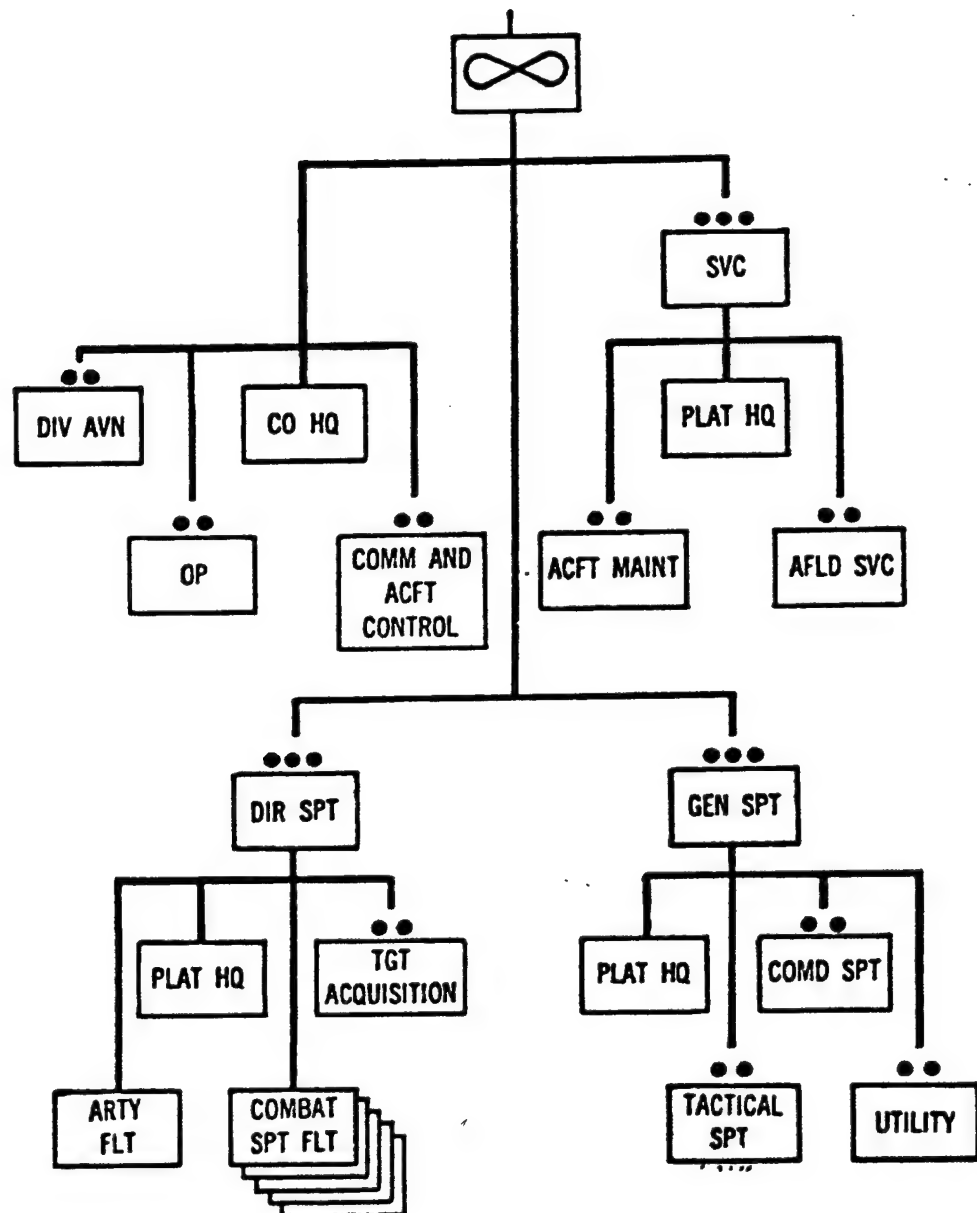 SVC
DIV AVN
CO HQ
PLAT HQ
OP
COMM AND
ACFT
CONTROL
ACFT MAINT
AFLD SVC
DIR SPT
GEN SPT
PLAT HQ
TGT
ACQUISITION
PLAT HQ
COMD SPT
ARTY
FLT
COMBAT
SPT FLT
TACTICAL
SPT
UTILITY